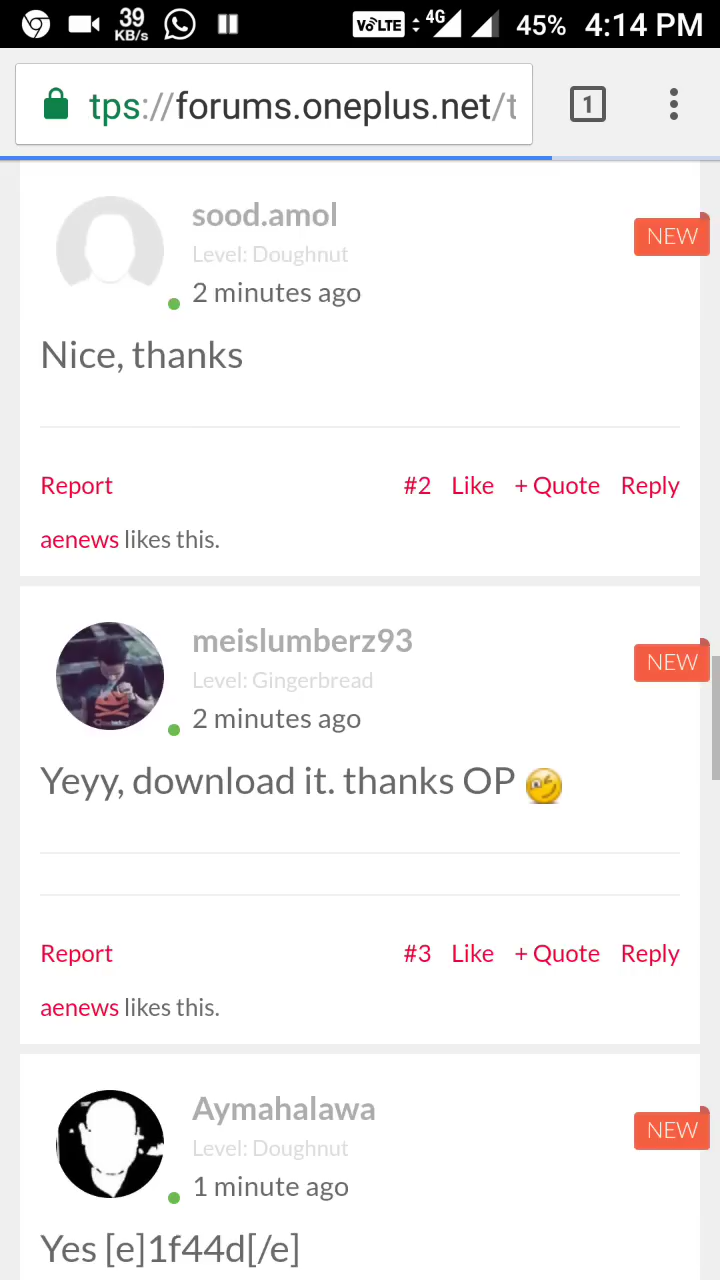 39
KB/s
VoLTE
4G
45%
4:14 PM
tps://forums.oneplus.net/t
1
sood.amol
NEW
Level: Doughnut
2 minutes ago
Nice, thanks
Report #2 Like + Quote Reply
aenews likes this.
meislumberz93
NEW
Level: Gingerbread
2 minutes ago
Yeyy, download it. thanks OP
Report #3 Like + Quote Reply
aenews likes this.
Aymahalawa
NEW
Level: Doughnut
1 minute ago
Yes [e]1f44d[/e]